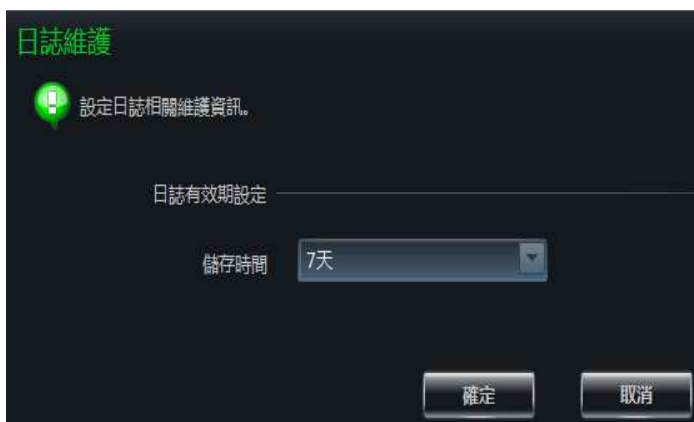 日誌維護
設定日誌相關維護資訊。
日誌有效期設定
儲存時間 7天
確定 取消